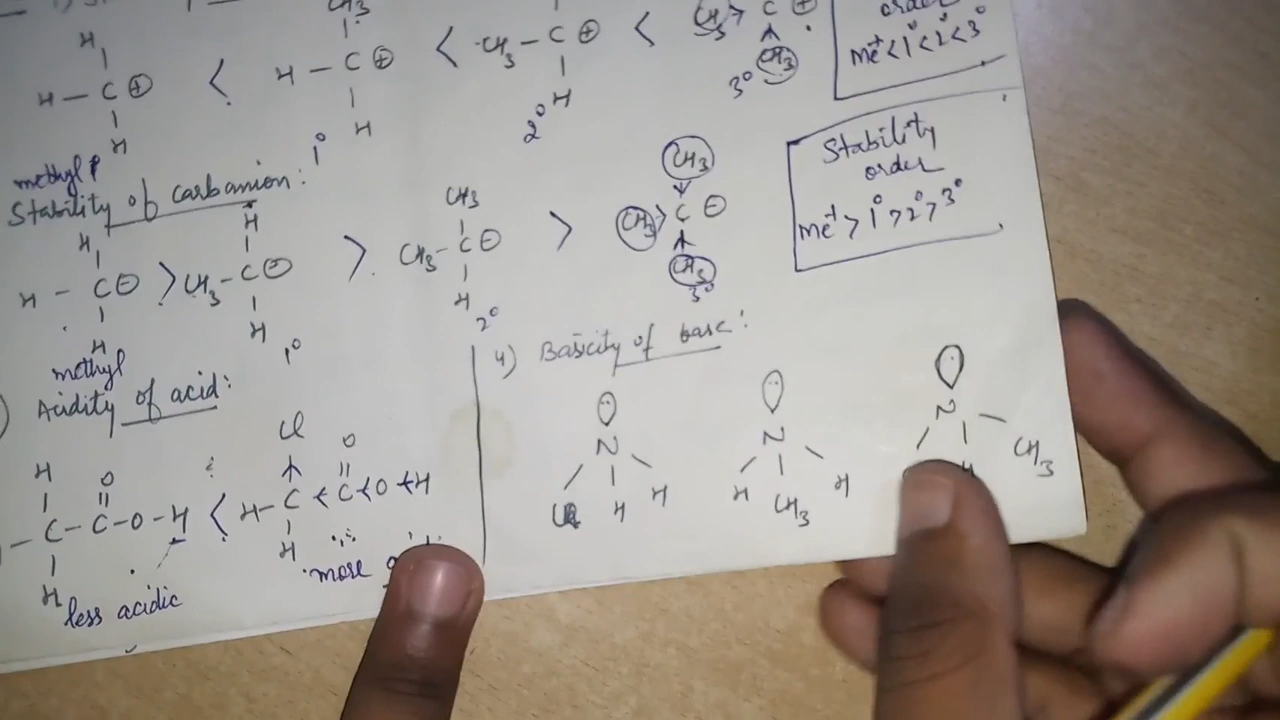 CH3
H
H – C ⊕ < H – C ⊕ < CH3 – C ⊕ < CH3 > C ⊕
H
H
H
CH3
1°
2°
3°
order
me+ < 1° < 2° < 3°
methyl
Stability of carbanion:
H
H
CH3
CH3
H – C ⊖ > CH3 – C ⊖ > CH3 – C ⊖ > CH3 > C ⊖
H
H
H
CH3
methyl
1°
2°
3°
Stability
order
me+ > 1° > 2° > 3°
) Acidity of acid:
H O
– C – C – O – H < H – C < C < O < H
H
Cl O
H
less acidic
more
4) Basicity of base:
N
H H
N
H CH3 H
N
H CH3